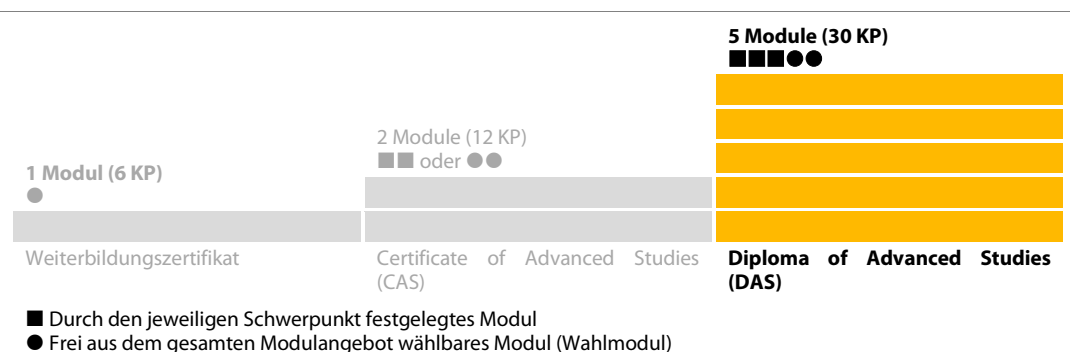 5 Module (30 KP)
■■■●●
2 Module (12 KP)
■■ oder ●●
1 Modul (6 KP)
●
Weiterbildungszertifikat
Certificate of Advanced Studies
(CAS)
Diploma of Advanced Studies
(DAS)
■ Durch den jeweiligen Schwerpunkt festgelegtes Modul
● Frei aus dem gesamten Modulangebot wählbares Modul (Wahlmodul)